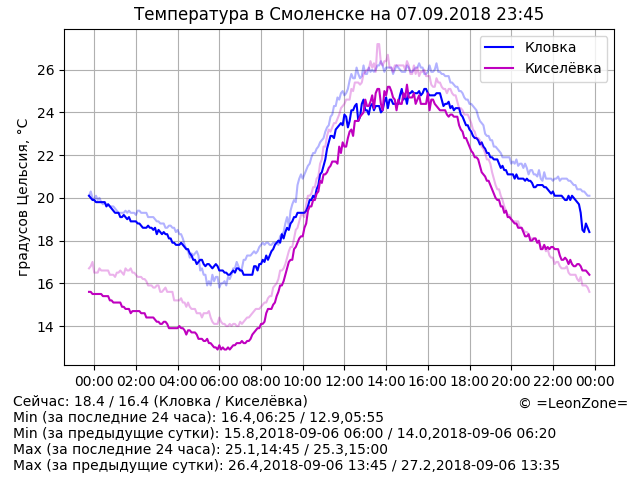 Температура в Смоленске на 07.09.2018 23:45
градусов Цельсия, °C
26
24
22
20
18
16
14
Кловка
Киселёвка
00:00 02:00 04:00 06:00 08:00 10:00 12:00 14:00 16:00 18:00 20:00 22:00 00:00
© =LeonZone=
Сейчас: 18.4 / 16.4 (Кловка / Киселёвка)
Min (за последние 24 часа): 16.4,06:25 / 12.9,05:55
Min (за предыдущие сутки): 15.8,2018-09-06 06:00 / 14.0,2018-09-06 06:20
Max (за последние 24 часа): 25.1,14:45 / 25.3,15:00
Max (за предыдущие сутки): 26.4,2018-09-06 13:45 / 27.2,2018-09-06 13:35